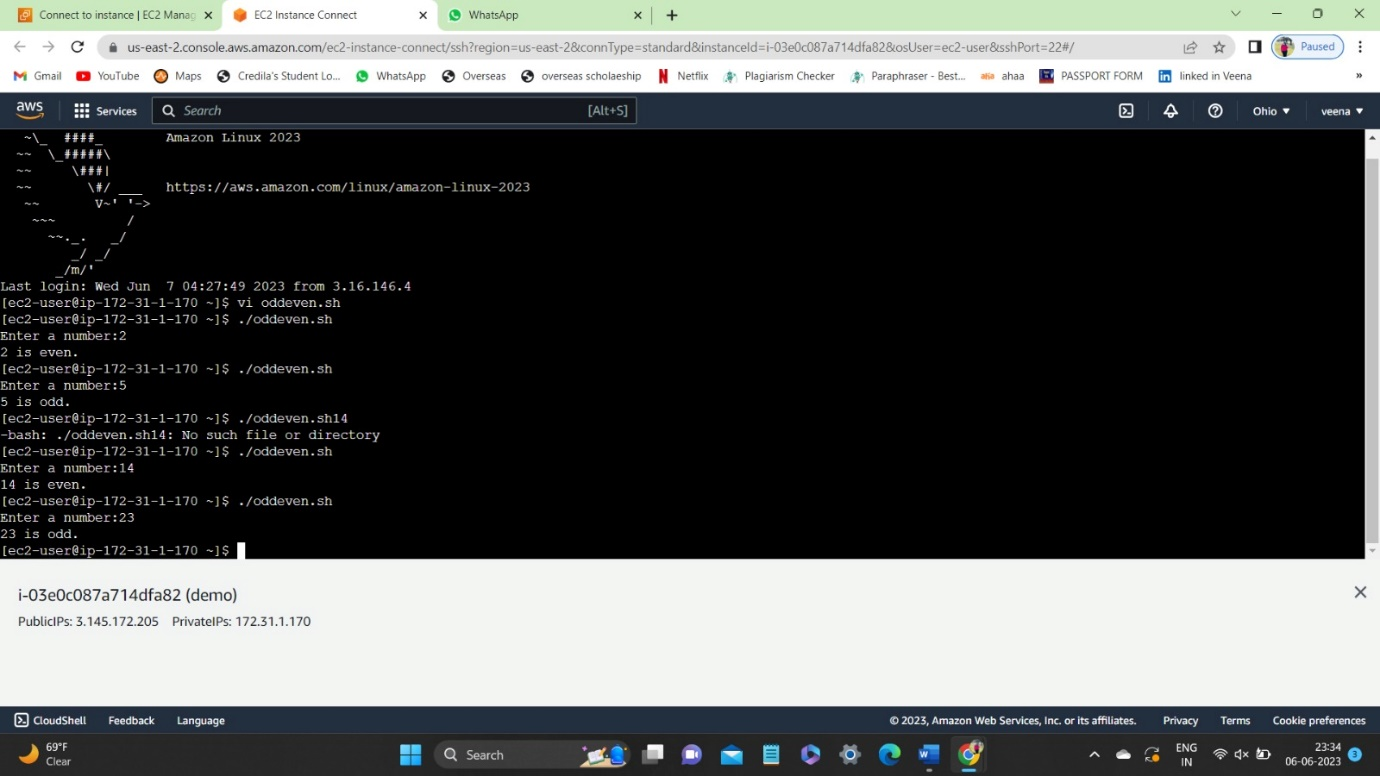 Connect to instance | EC2 Manag
EC2 Instance Connect
WhatsApp
us-east-2.console.aws.amazon.com/ec2-instance-connect/ssh?region=us-east-2&connType=standard&instanceId=i-03e0c087a714dfa82&osUser=ec2-user&sshPort=22#/
Paused
Gmail YouTube Maps Credila's Student Lo... WhatsApp Overseas overseas scholaeship Netflix Plagiarism Checker Paraphraser - Best... ahaa PASSPORT FORM linked in Veena »
aws Services Search [Alt+S] Ohio veena
~\_ ####_ Amazon Linux 2023
~~ \_#####\
~~ \###|
~~ \#/ ___ https://aws.amazon.com/linux/amazon-linux-2023
~~ V~' '->
~~~ /
~~._. _/
_/ _/
_/m/'
Last login: Wed Jun  7 04:27:49 2023 from 3.16.146.4
[ec2-user@ip-172-31-1-170 ~]$ vi oddeven.sh
[ec2-user@ip-172-31-1-170 ~]$ ./oddeven.sh
Enter a number:2
2 is even.
[ec2-user@ip-172-31-1-170 ~]$ ./oddeven.sh
Enter a number:5
5 is odd.
[ec2-user@ip-172-31-1-170 ~]$ ./oddeven.sh14
-bash: ./oddeven.sh14: No such file or directory
[ec2-user@ip-172-31-1-170 ~]$ ./oddeven.sh
Enter a number:14
14 is even.
[ec2-user@ip-172-31-1-170 ~]$ ./oddeven.sh
Enter a number:23
23 is odd.
[ec2-user@ip-172-31-1-170 ~]$
i-03e0c087a714dfa82 (demo)
PublicIPs: 3.145.172.205 PrivateIPs: 172.31.1.170
CloudShell Feedback Language © 2023, Amazon Web Services, Inc. or its affiliates. Privacy Terms Cookie preferences
69°F
Clear
Search
ENG
IN
23:34
06-06-2023
3